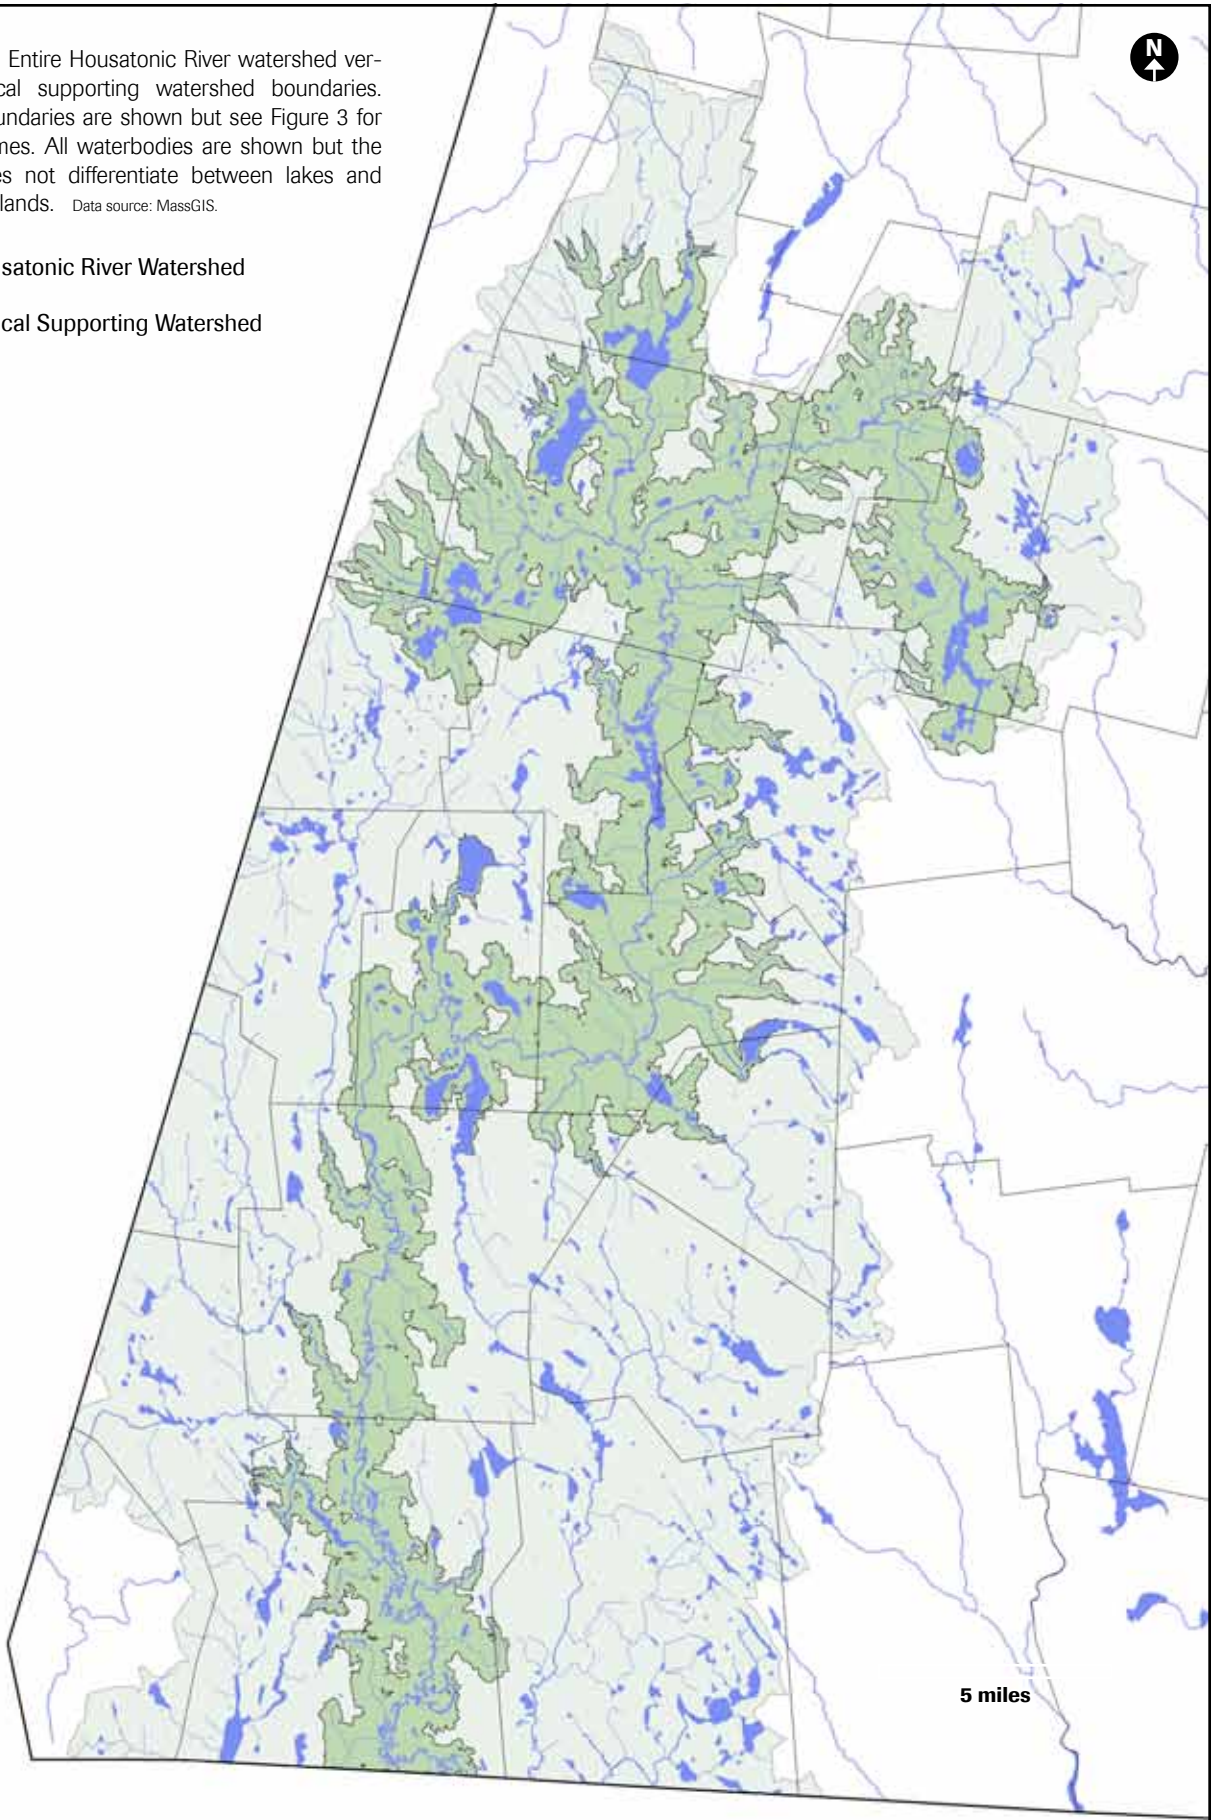 Entire Housatonic River watershed ver-
cal supporting watershed boundaries.
undaries are shown but see Figure 3 for
mes. All waterbodies are shown but the
es not differentiate between lakes and
lands. Data source: MassGIS.
satonic River Watershed
cal Supporting Watershed
N
5 miles